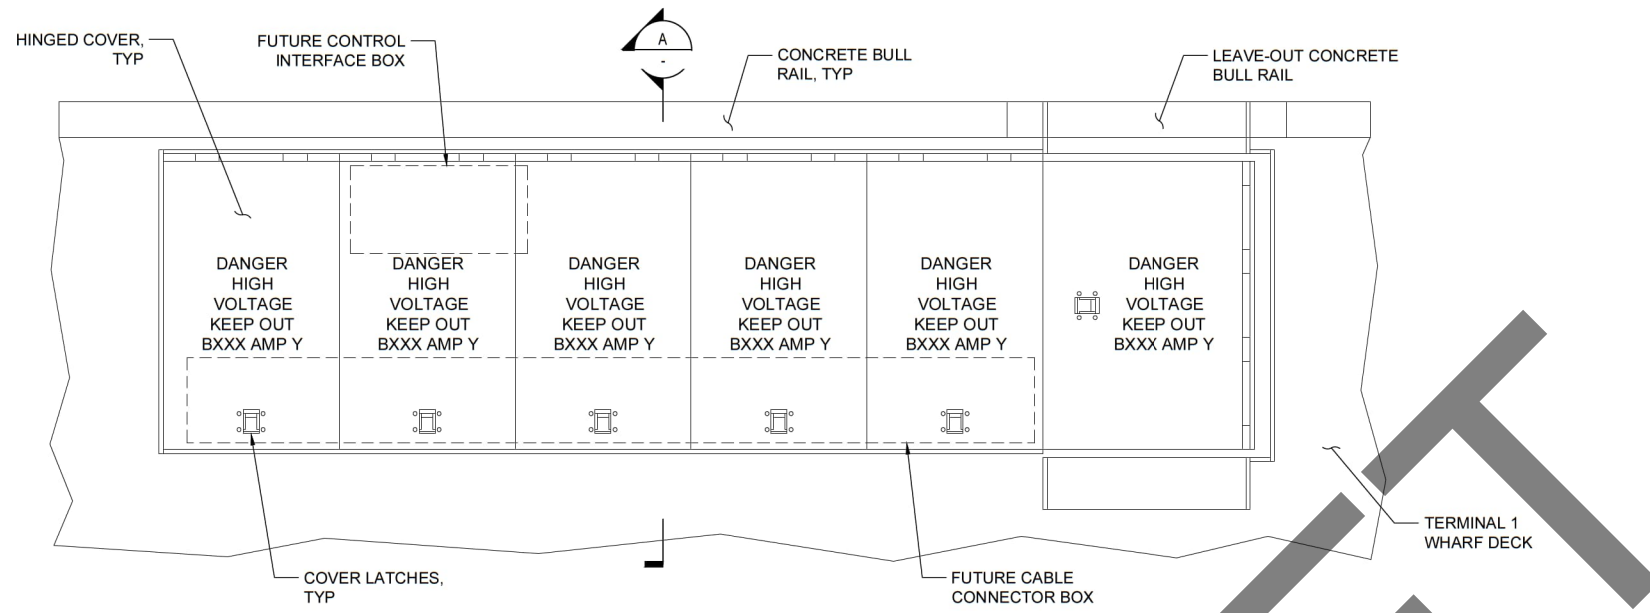 HINGED COVER,
TYP
FUTURE CONTROL
INTERFACE BOX
A
-
CONCRETE BULL
RAIL, TYP
LEAVE-OUT CONCRETE
BULL RAIL
DANGER
HIGH
VOLTAGE
KEEP OUT
BXXX AMP Y
DANGER
HIGH
VOLTAGE
KEEP OUT
BXXX AMP Y
DANGER
HIGH
VOLTAGE
KEEP OUT
BXXX AMP Y
DANGER
HIGH
VOLTAGE
KEEP OUT
BXXX AMP Y
DANGER
HIGH
VOLTAGE
KEEP OUT
BXXX AMP Y
DANGER
HIGH
VOLTAGE
KEEP OUT
BXXX AMP Y
COVER LATCHES,
TYP
FUTURE CABLE
CONNECTOR BOX
TERMINAL 1
WHARF DECK